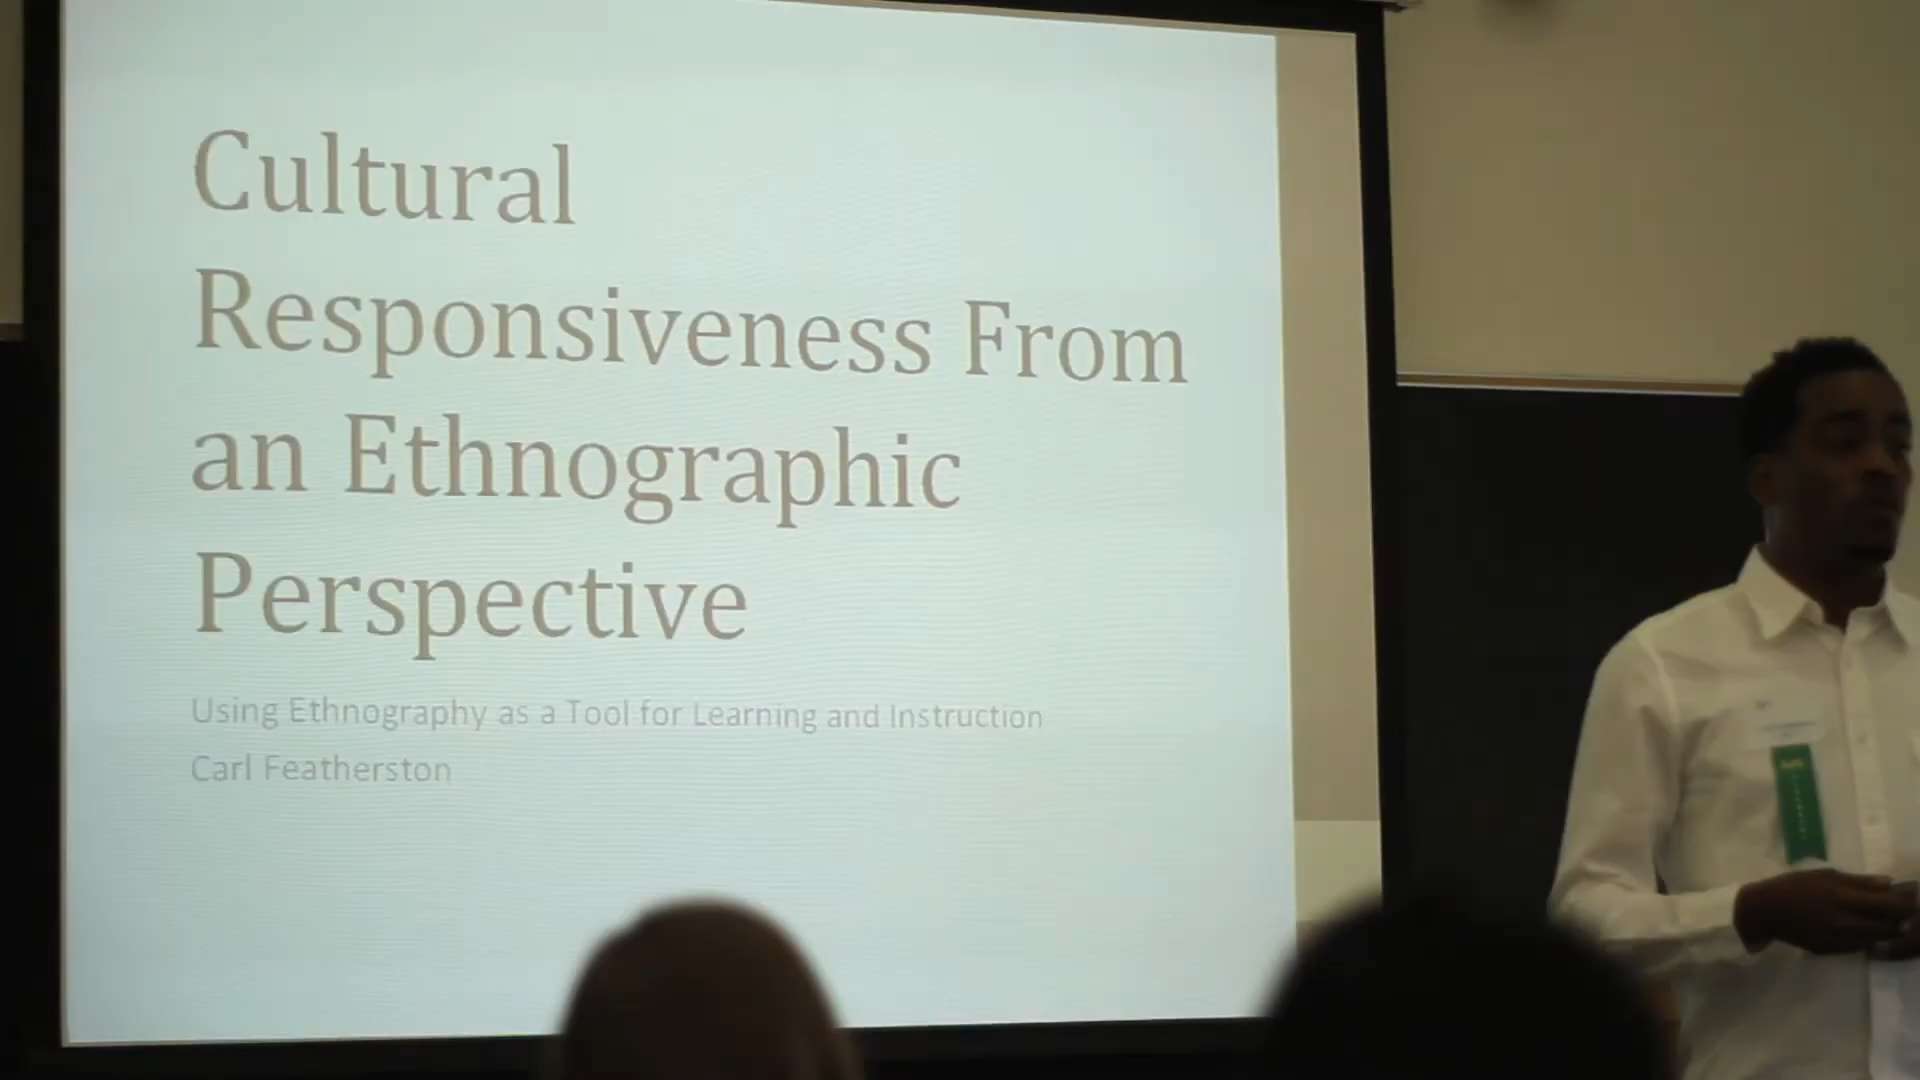 Cultural
Responsiveness From
an Ethnographic
Perspective
Using Ethnography as a Tool for Learning and Instruction
Carl Featherston